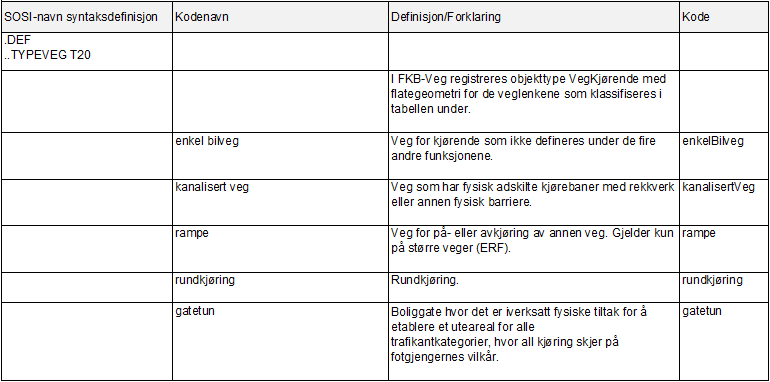 SOSI-navn syntaksdefinisjon Kodenavn Definisjon/Forklaring Kode
.DEF
..TYPEVEG T20
I FKB-Veg registreres objekttype VegKjørende med
flategeometri for de veglenkene som klassifiseres i
tabellen under.
enkel bilveg Veg for kjørende som ikke defineres under de fire enkelBilveg
andre funksjonene.
kanalisert veg Veg som har fysisk adskilte kjørebaner med rekkverk kanalisertVeg
eller annen fysisk barriere.
rampe Veg for på- eller avkjøring av annen veg. Gjelder kun rampe
på større veger (ERF).
rundkjøring Rundkjøring. rundkjøring
gatetun Boliggate hvor det er iverksatt fysiske tiltak for å gatetun
etablere et uteareal for alle
trafikantkategorier, hvor all kjøring skjer på
fotgjengernes vilkår.